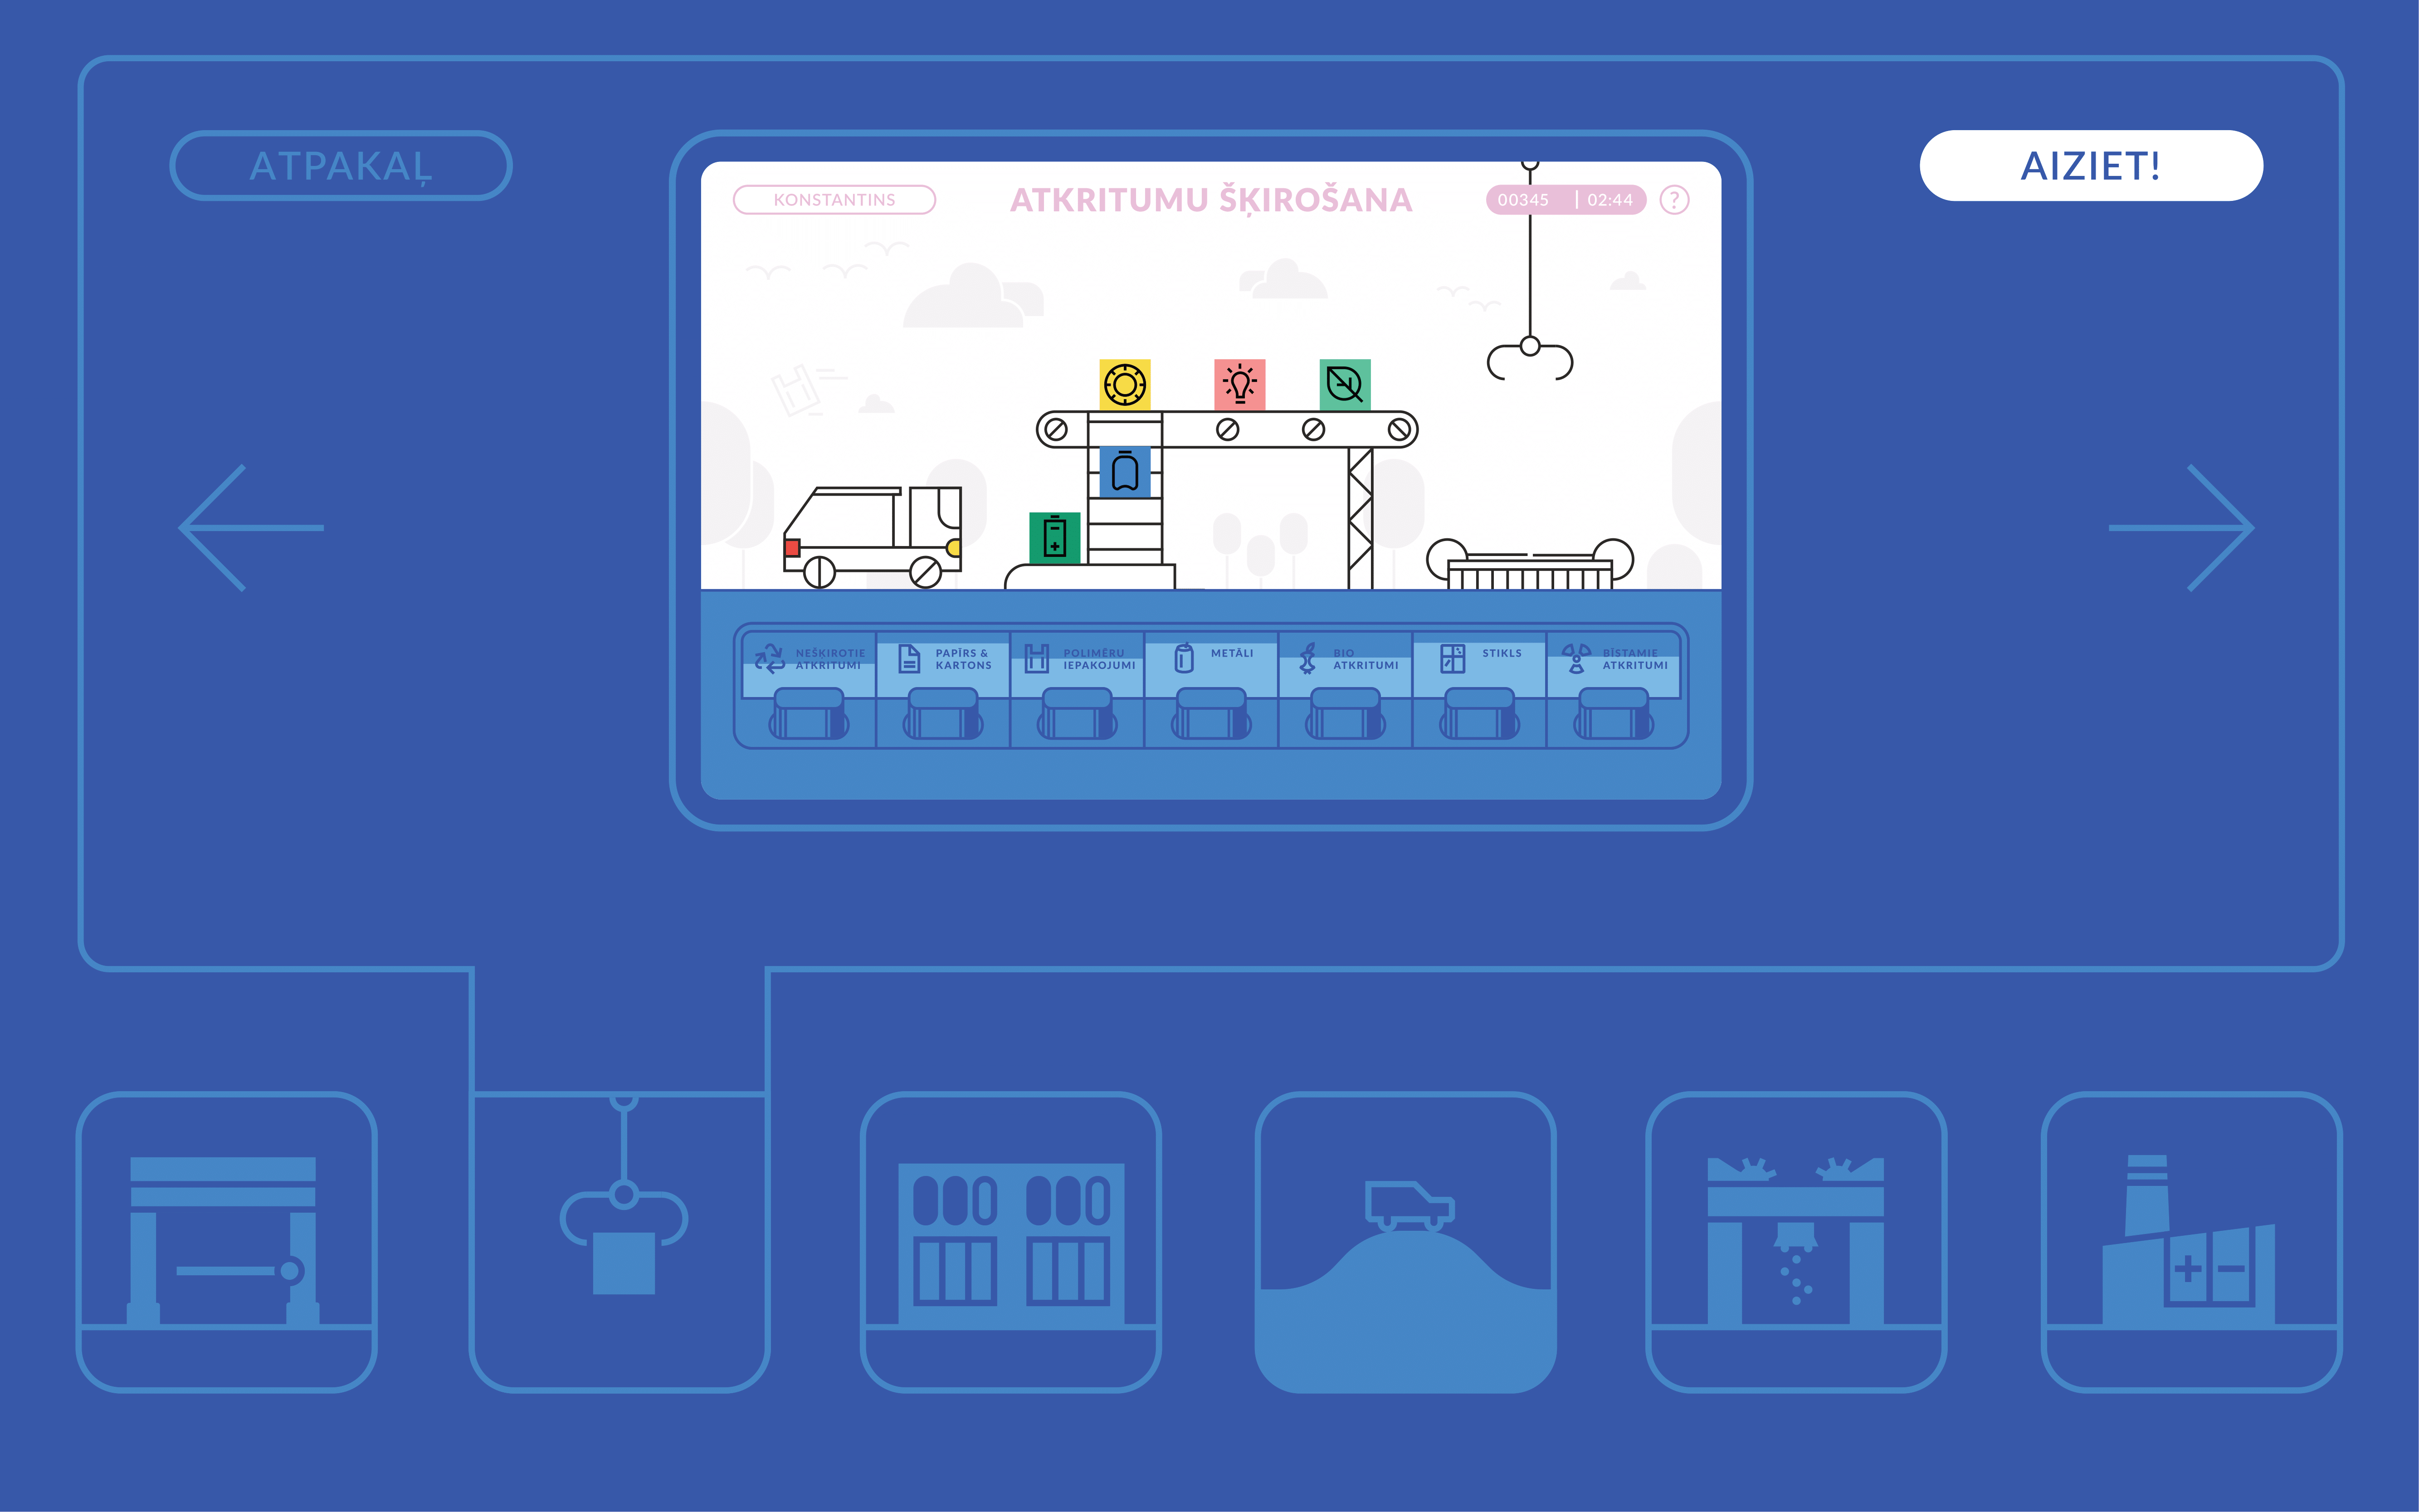 ATPAKAĻ
AIZIET!
KONSTANTINS
ATKRITUMU ŠĶIROŠANA
00345 | 02:44
?
NEŠĶIROTIE
ATKRITUMI
PAPĪRS &
KARTONS
POLIMĒRU
IEPAKOJUMI
METĀLI
BIO
ATKRITUMI
STIKLS
BĪSTAMIE
ATKRITUMI